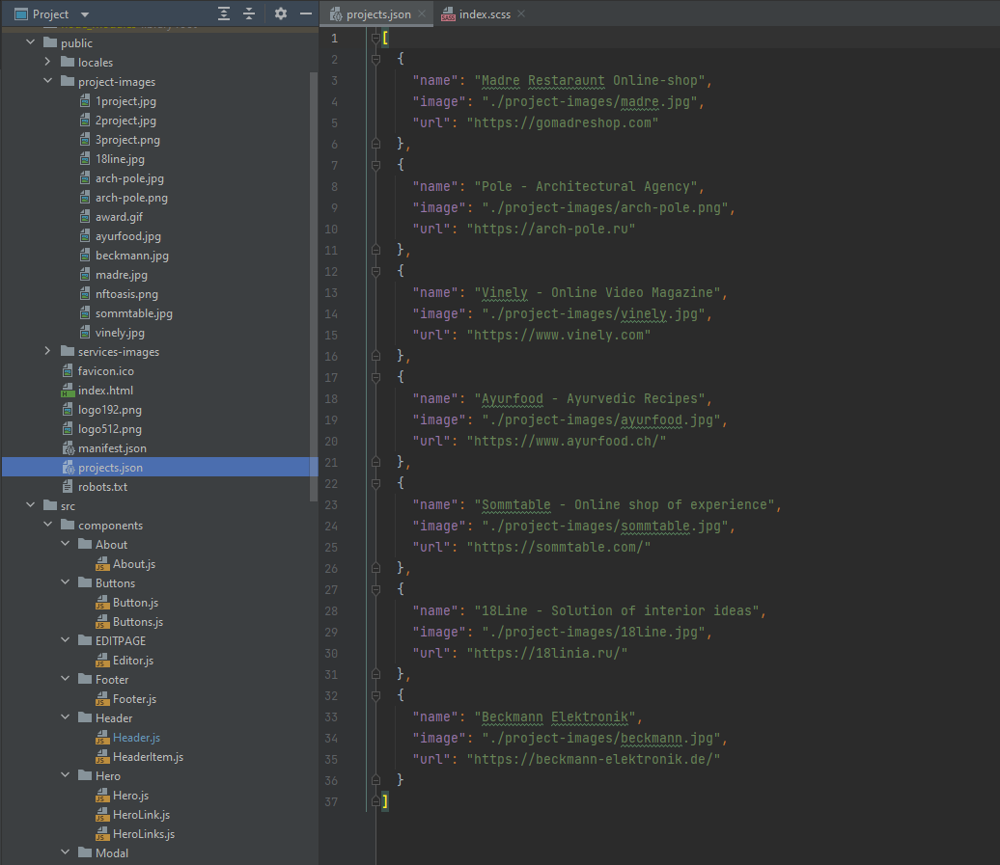 Project
projects.json
index.scss
public
locales
project-images
1project.jpg
2project.jpg
3project.png
18line.jpg
arch-pole.jpg
arch-pole.png
award.gif
ayurfood.jpg
beckmann.jpg
madre.jpg
nftoasis.png
sommtable.jpg
vinely.jpg
services-images
favicon.ico
index.html
logo192.png
logo512.png
manifest.json
projects.json
robots.txt
src
components
About
About.js
Buttons
Button.js
Buttons.js
EDITPAGE
Editor.js
Footer
Footer.js
Header
Header.js
HeaderItem.js
Hero
Hero.js
HeroLink.js
HeroLinks.js
Modal
1 [
2 {
3 "name": "Madre Restaraunt Online-shop",
4 "image": "./project-images/madre.jpg",
5 "url": "https://gomadreshop.com"
6 },
7 {
8 "name": "Pole - Architectural Agency",
9 "image": "./project-images/arch-pole.png",
10 "url": "https://arch-pole.ru"
11 },
12 {
13 "name": "Vinely - Online Video Magazine",
14 "image": "./project-images/vinely.jpg",
15 "url": "https://www.vinely.com"
16 },
17 {
18 "name": "Ayurfood - Ayurvedic Recipes",
19 "image": "./project-images/ayurfood.jpg",
20 "url": "https://www.ayurfood.ch/"
21 },
22 {
23 "name": "Sommtable - Online shop of experience",
24 "image": "./project-images/sommtable.jpg",
25 "url": "https://sommtable.com/"
26 },
27 {
28 "name": "18Line - Solution of interior ideas",
29 "image": "./project-images/18line.jpg",
30 "url": "https://18linia.ru/"
31 },
32 {
33 "name": "Beckmann Elektronik",
34 "image": "./project-images/beckmann.jpg",
35 "url": "https://beckmann-elektronik.de/"
36 }
37 ]